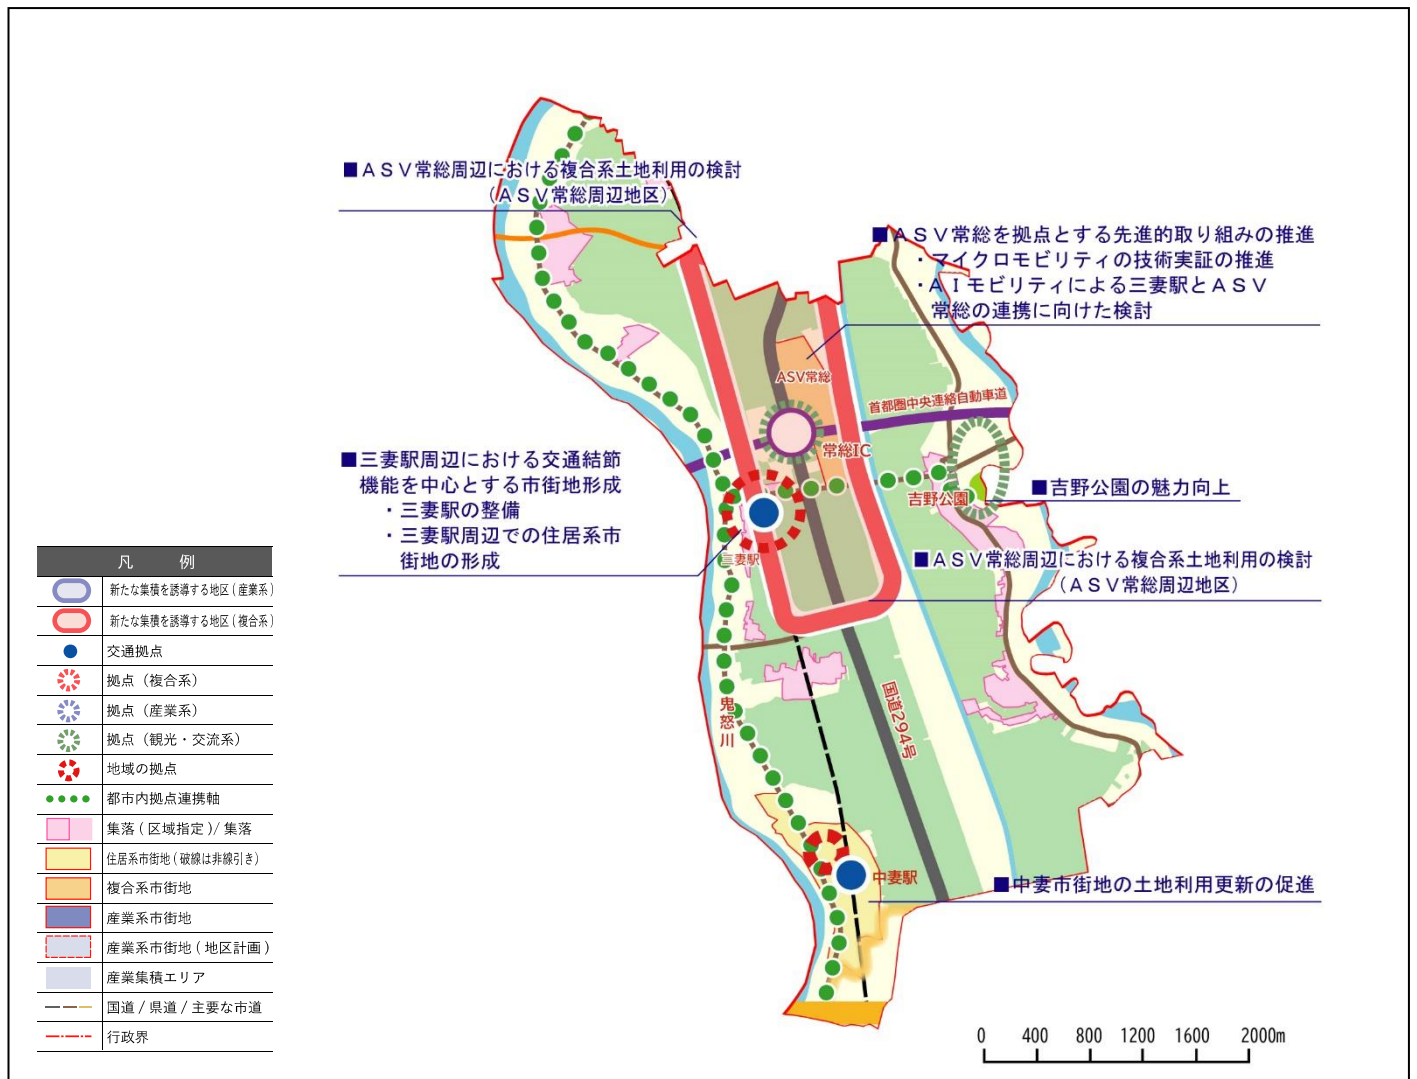 ■ＡＳＶ常総周辺における複合系土地利用の検討
（ＡＳＶ常総周辺地区）
■ＡＳＶ常総を拠点とする先進的取り組みの推進
・マイクロモビリティの技術実証の推進
・ＡＩモビリティによる三妻駅とＡＳＶ
常総の連携に向けた検討
ASV常総
首都圏中央連絡自動車道
常総IC
■三妻駅周辺における交通結節
機能を中心とする市街地形成
・三妻駅の整備
・三妻駅周辺での住居系市
街地の形成
吉野公園
■吉野公園の魅力向上
三妻駅
■ＡＳＶ常総周辺における複合系土地利用の検討
（ＡＳＶ常総周辺地区）
鬼怒川
国道294号
中妻駅
■中妻市街地の土地利用更新の促進
凡　例
新たな集積を誘導する地区(産業系)
新たな集積を誘導する地区(複合系)
交通拠点
拠点（複合系）
拠点（産業系）
拠点（観光・交流系）
地域の拠点
都市内拠点連携軸
集落(区域指定)/集落
住居系市街地(破線は非線引き)
複合系市街地
産業系市街地
産業系市街地(地区計画)
産業集積エリア
国道/県道/主要な市道
行政界
0 400 800 1200 1600 2000m